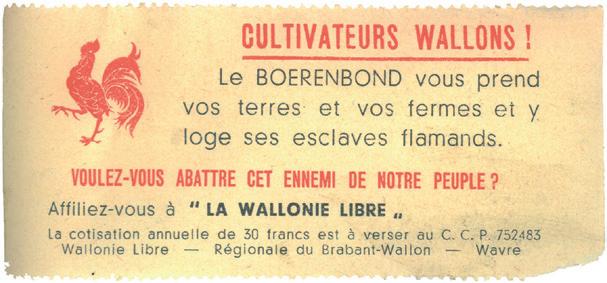 CULTIVATEURS WALLONS !
Le BOERENBOND vous prend
vos terres et vos fermes et y
loge ses esclaves flamands.
VOULEZ-VOUS ABATTRE CET ENNEMI DE NOTRE PEUPLE ?
Affiliez-vous à " LA WALLONIE LIBRE „
La cotisation annuelle de 30 francs est à verser au C. C. P. 752483
Wallonie Libre — Régionale du Brabant-Wallon — Wavre